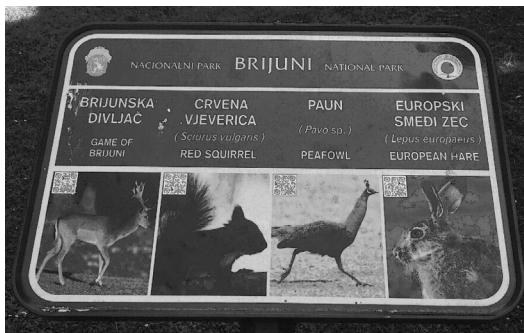 NACIONALNI PARK BRIJUNI NATIONAL PARK
BRIJUNSKA
DIVLJAČ
GAME OF
BRIJUNI
CRVENA
VJEVERICA
(Sciurus vulgaris)
RED SQUIRREL
PAUN
(Pavo sp.)
PEAFOWL
EUROPSKI
SMEĐI ZEC
(Lepus europaeus)
EUROPEAN HARE